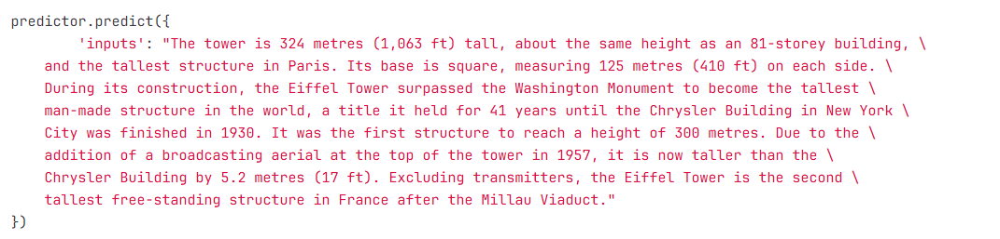 predictor.predict({
        'inputs': "The tower is 324 metres (1,063 ft) tall, about the same height as an 81-storey building, \
    and the tallest structure in Paris. Its base is square, measuring 125 metres (410 ft) on each side. \
    During its construction, the Eiffel Tower surpassed the Washington Monument to become the tallest \
    man-made structure in the world, a title it held for 41 years until the Chrysler Building in New York \
    City was finished in 1930. It was the first structure to reach a height of 300 metres. Due to the \
    addition of a broadcasting aerial at the top of the tower in 1957, it is now taller than the \
    Chrysler Building by 5.2 metres (17 ft). Excluding transmitters, the Eiffel Tower is the second \
    tallest free-standing structure in France after the Millau Viaduct."
})